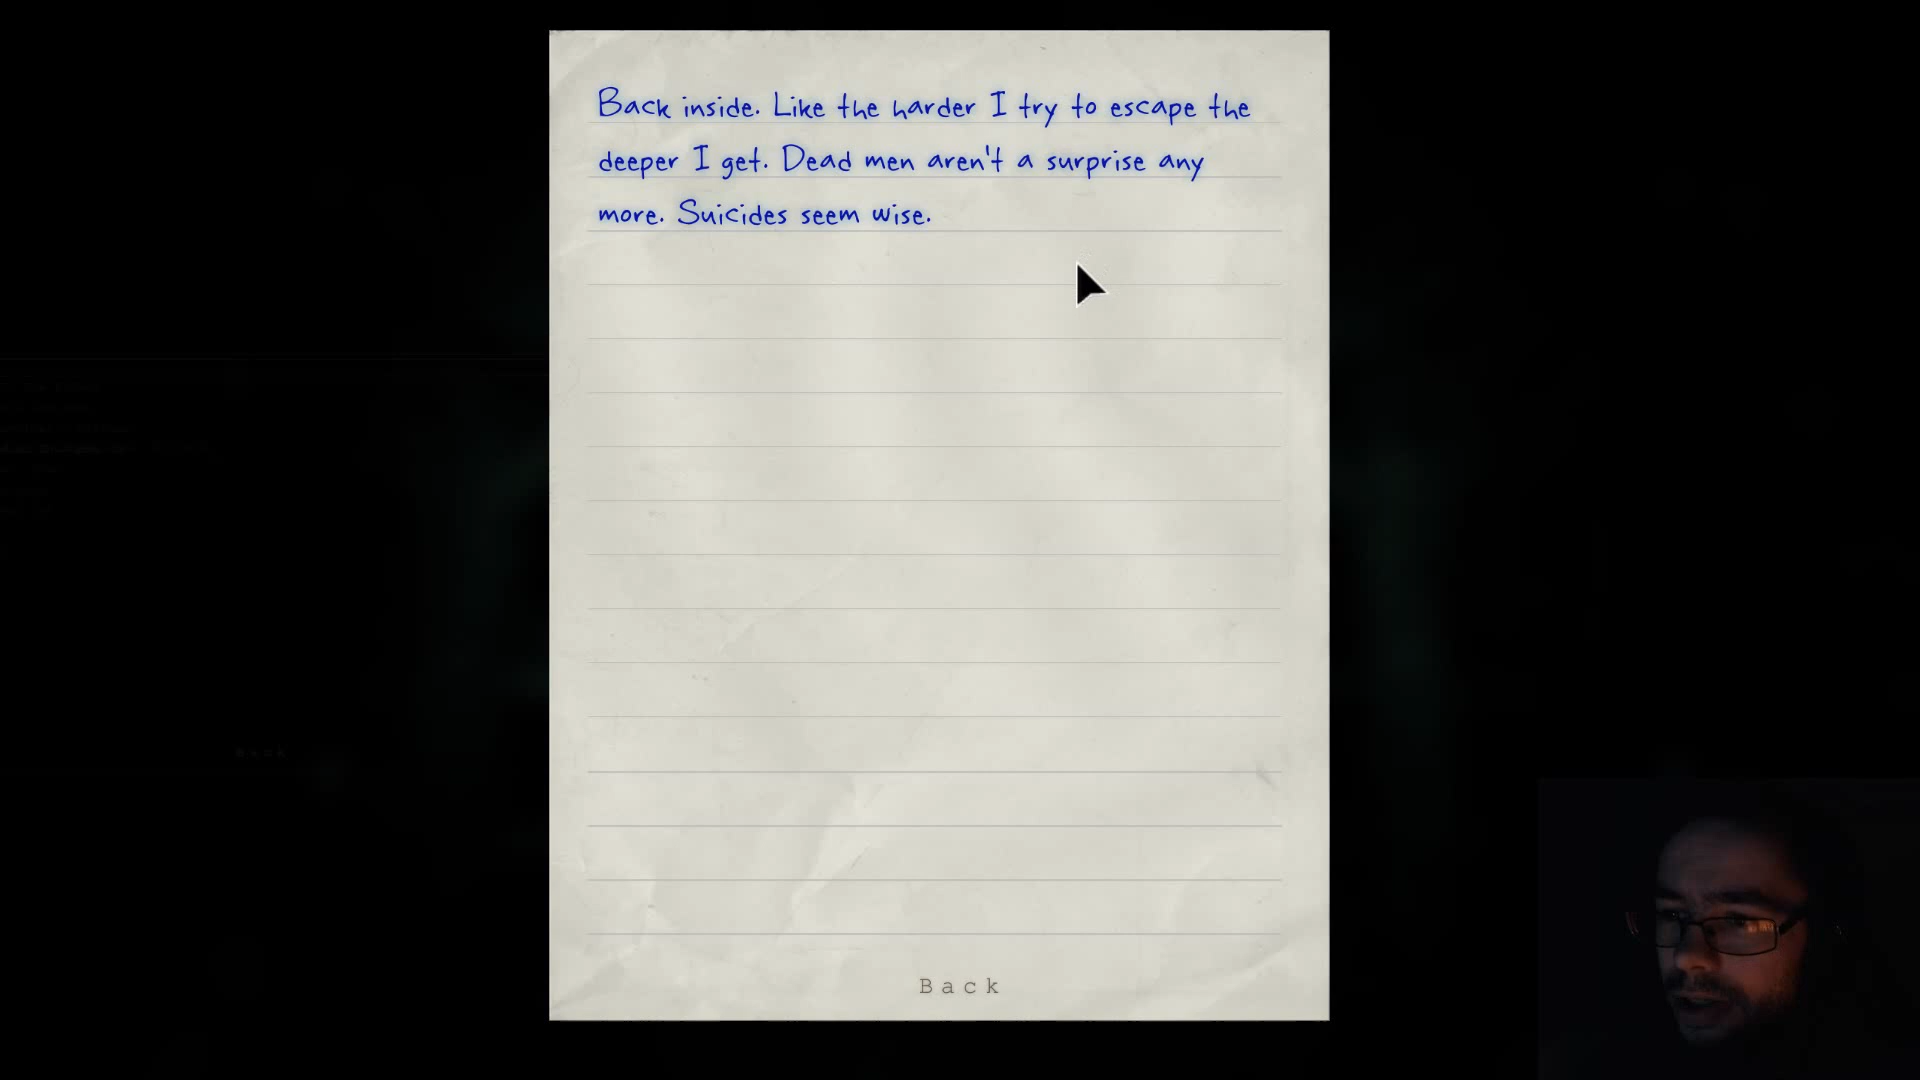 Back inside. Like the harder I try to escape the
deeper I get. Dead men aren't a surprise any
more. Suicides seem wise.
Back
Back